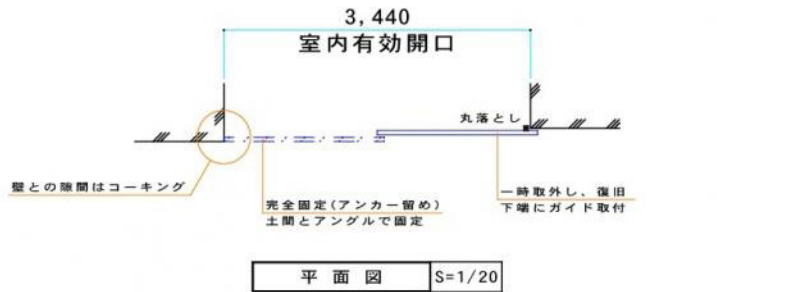 3,440
室内有効開口
丸落とし
壁との隙間はコーキング
完全固定(アンカー留め)
土間とアングルで固定
一時取外し、復旧
下端にガイド取付
平面図 S=1/20